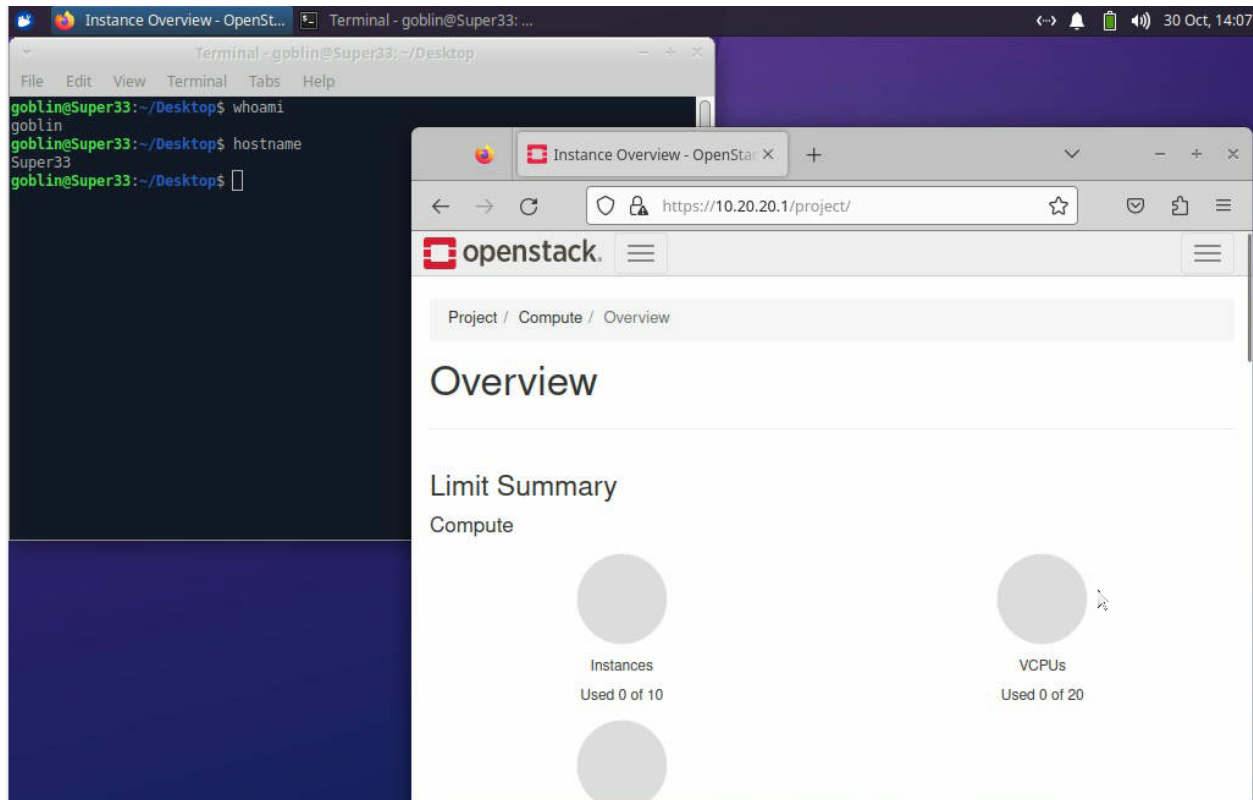 Instance Overview - OpenSt...
Terminal - goblin@Super33: ...
30 Oct, 14:07
Terminal - goblin@Super33: ~/Desktop
File Edit View Terminal Tabs Help
goblin@Super33:~/Desktop$ whoami
goblin
goblin@Super33:~/Desktop$ hostname
Super33
goblin@Super33:~/Desktop$
Instance Overview - OpenStac
https://10.20.20.1/project/
openstack.
Project / Compute / Overview
Overview
Limit Summary
Compute
Instances
Used 0 of 10
VCPUs
Used 0 of 20